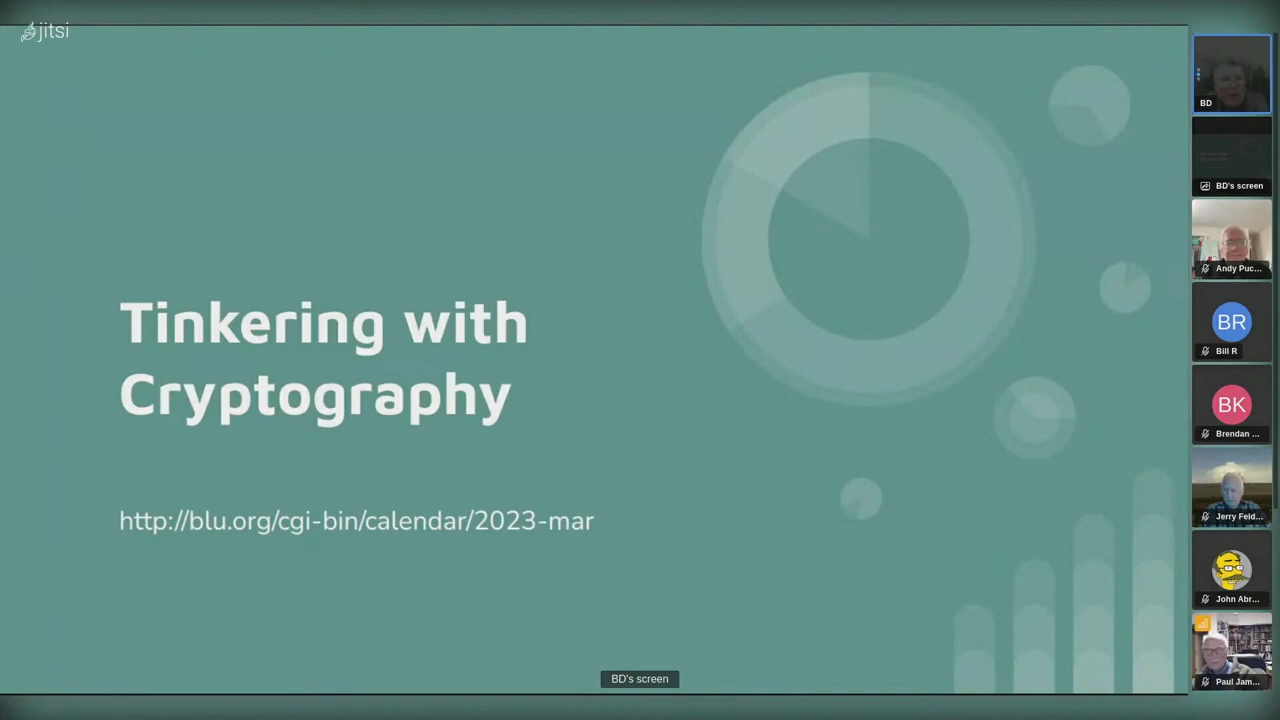 jitsi
Tinkering with
Cryptography
http://blu.org/cgi-bin/calendar/2023-mar
BD's screen
BD
BD's screen
Andy Puc...
BR
Bill R
BK
Brendan ...
Jerry Feld...
John Abr...
Paul Jam...